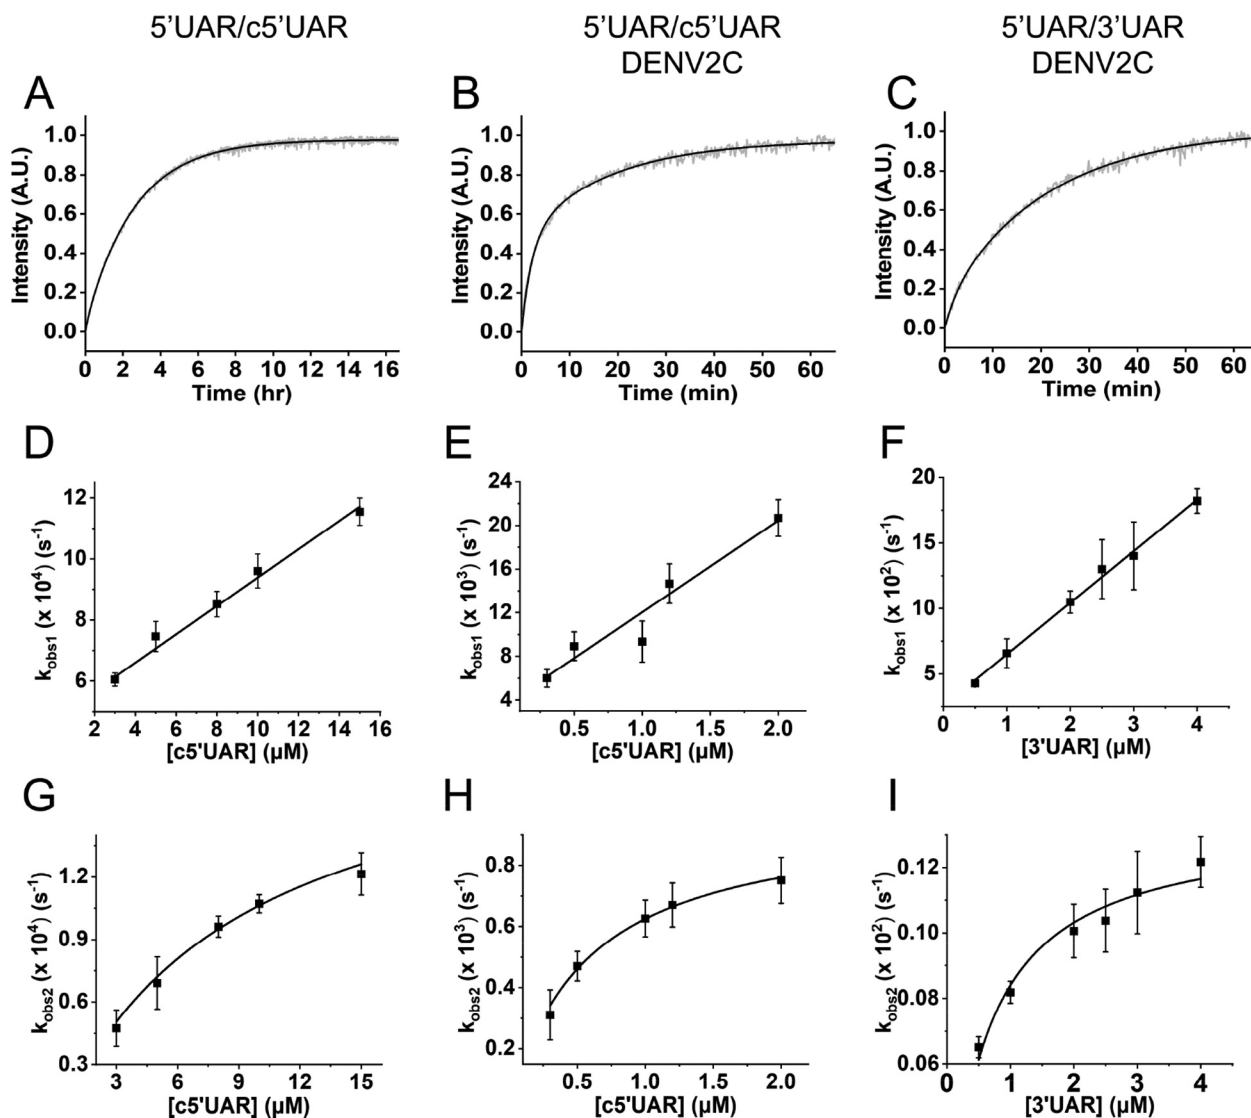 5’UAR/c5’UAR
5’UAR/c5’UAR
DENV2C
5’UAR/3’UAR
DENV2C
A
Intensity (A.U.)
1.0
0.8
0.6
0.4
0.2
0.0
0 2 4 6 8 10 12 14 16
Time (hr)
B
Intensity (A.U.)
1.0
0.8
0.6
0.4
0.2
0.0
0 10 20 30 40 50 60
Time (min)
C
Intensity (A.U.)
1.0
0.8
0.6
0.4
0.2
0.0
0 10 20 30 40 50 60
Time (min)
D
kobs1 (x 10⁴) (s⁻¹)
12
10
8
6
2 4 6 8 10 12 14 16
[c5'UAR] (µM)
E
kobs1 (x 10³) (s⁻¹)
24
20
16
12
8
4
0.5 1.0 1.5 2.0
[c5'UAR] (µM)
F
kobs1 (x 10²) (s⁻¹)
20
15
10
5
0 1 2 3 4
[3'UAR] (µM)
G
kobs2 (x 10⁴) (s⁻¹)
1.2
0.9
0.6
0.3
3 6 9 12 15
[c5'UAR] (µM)
H
kobs2 (x 10³) (s⁻¹)
0.8
0.6
0.4
0.2
0.5 1.0 1.5 2.0
[c5'UAR] (µM)
I
kobs2 (x 10²) (s⁻¹)
0.12
0.10
0.08
0.06
0 1 2 3 4
[3'UAR] (µM)